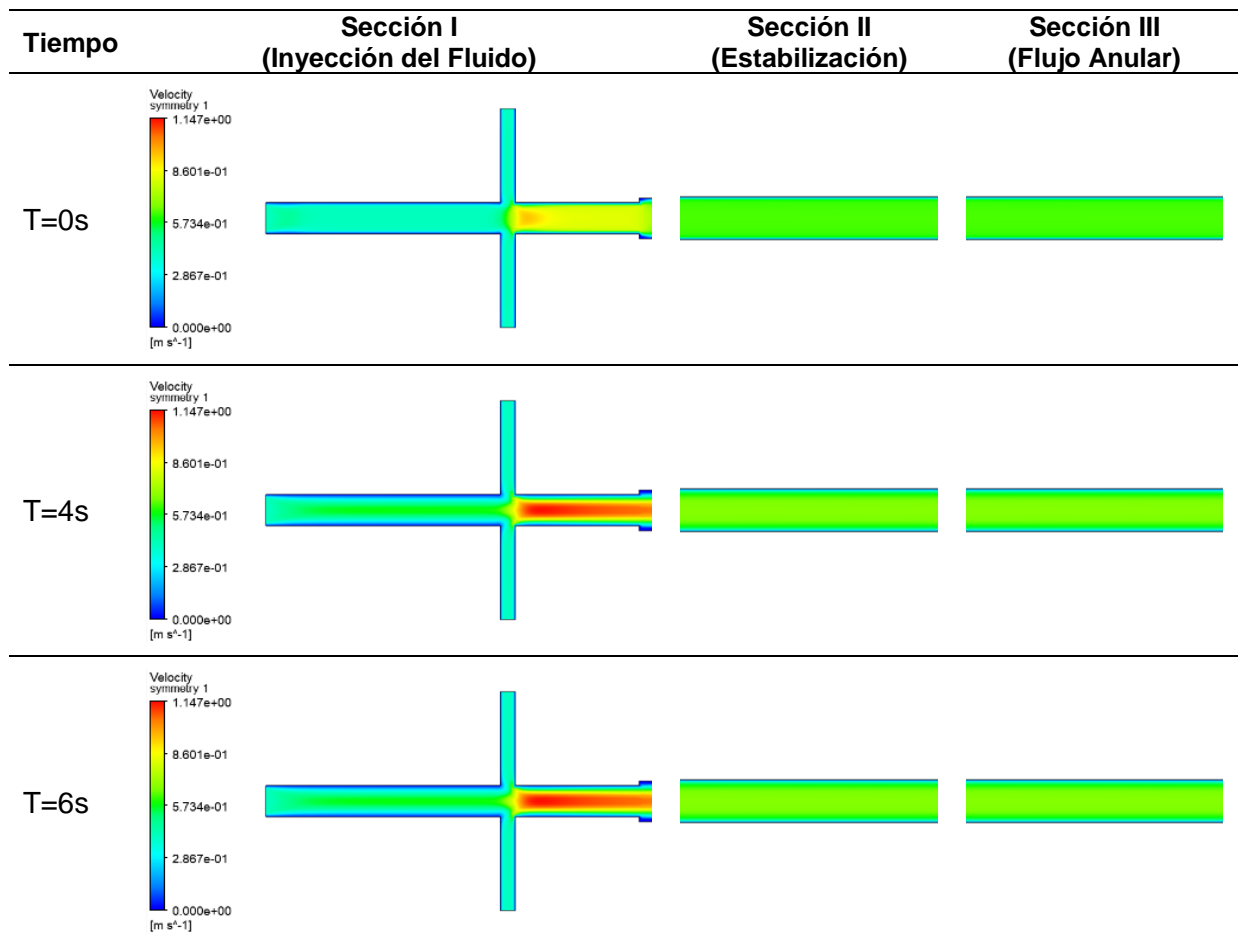 Tiempo
Sección I
(Inyección del Fluido)
Sección II
(Estabilización)
Sección III
(Flujo Anular)
T=0s
Velocity
symmetry 1
1.147e+00
8.601e-01
5.734e-01
2.867e-01
0.000e+00
[m s^-1]
T=4s
Velocity
symmetry 1
1.147e+00
8.601e-01
5.734e-01
2.867e-01
0.000e+00
[m s^-1]
T=6s
Velocity
symmetry 1
1.147e+00
8.601e-01
5.734e-01
2.867e-01
0.000e+00
[m s^-1]